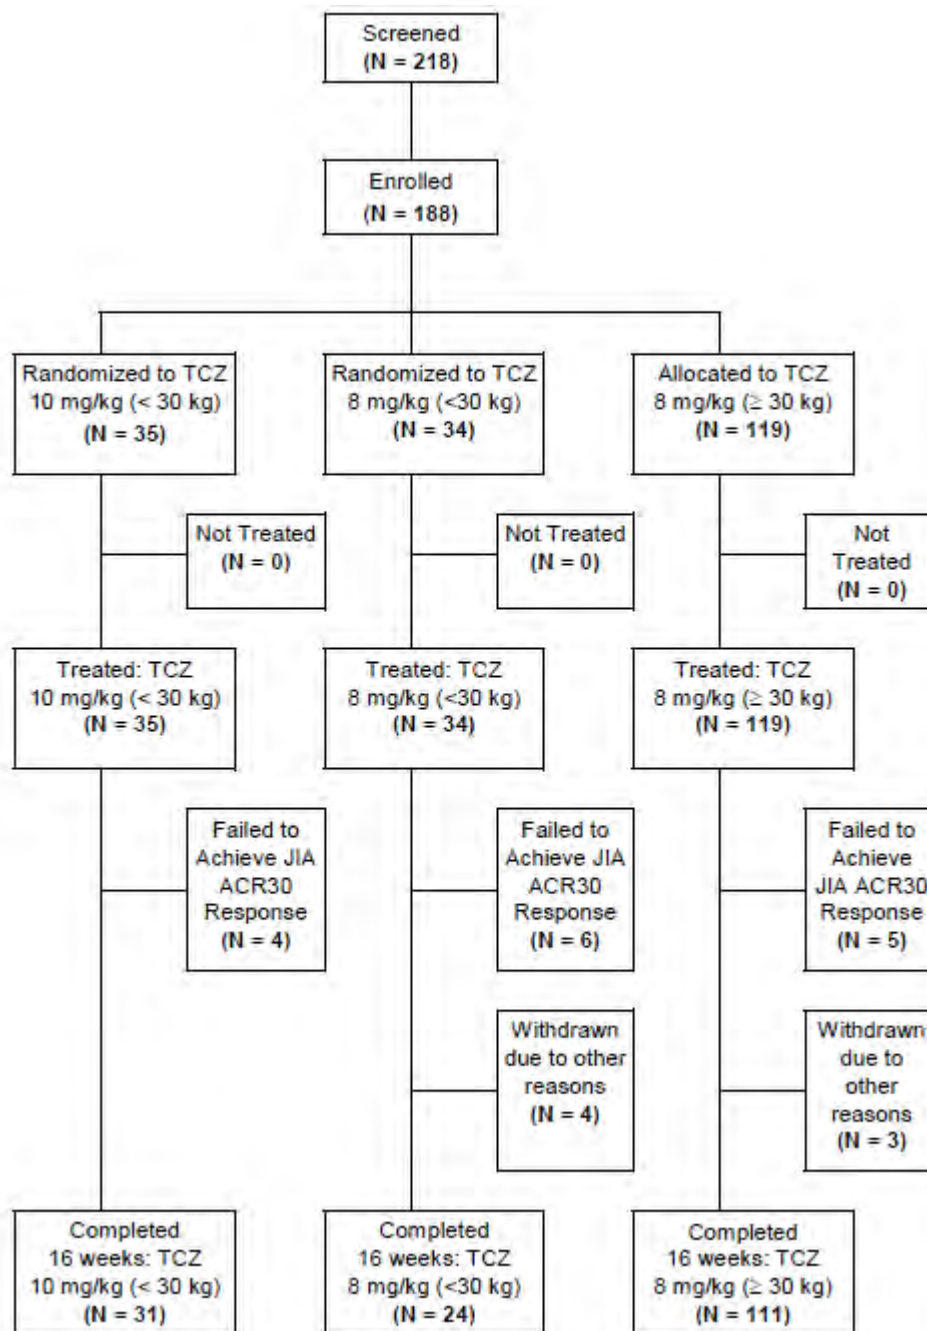 Screened
(N = 218)
Enrolled
(N = 188)
Randomized to TCZ
10 mg/kg (< 30 kg)
(N = 35)
Randomized to TCZ
8 mg/kg (<30 kg)
(N = 34)
Allocated to TCZ
8 mg/kg (≥ 30 kg)
(N = 119)
Not Treated
(N = 0)
Not Treated
(N = 0)
Not
Treated
(N = 0)
Treated: TCZ
10 mg/kg (< 30 kg)
(N = 35)
Treated: TCZ
8 mg/kg (<30 kg)
(N = 34)
Treated: TCZ
8 mg/kg (≥ 30 kg)
(N = 119)
Failed to
Achieve JIA
ACR30
Response
(N = 4)
Failed to
Achieve JIA
ACR30
Response
(N = 6)
Failed to
Achieve
JIA ACR30
Response
(N = 5)
Withdrawn
due to other
reasons
(N = 4)
Withdrawn
due to
other
reasons
(N = 3)
Completed
16 weeks: TCZ
10 mg/kg (< 30 kg)
(N = 31)
Completed
16 weeks: TCZ
8 mg/kg (<30 kg)
(N = 24)
Completed
16 weeks: TCZ
8 mg/kg (≥ 30 kg)
(N = 111)